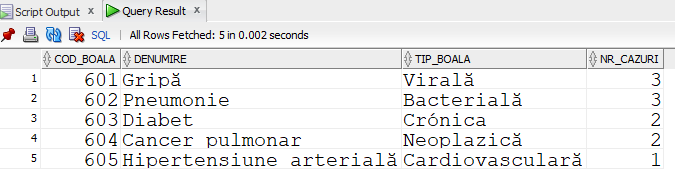 Script Output x Query Result x
SQL | All Rows Fetched: 5 in 0.002 seconds
COD_BOALA DENUMIRE TIP_BOALA NR_CAZURI
1 601 Gripă Virală 3
2 602 Pneumonie Bacterială 3
3 603 Diabet Crónica 2
4 604 Cancer pulmonar Neoplazică 2
5 605 Hipertensiune arterială Cardiovasculară 1